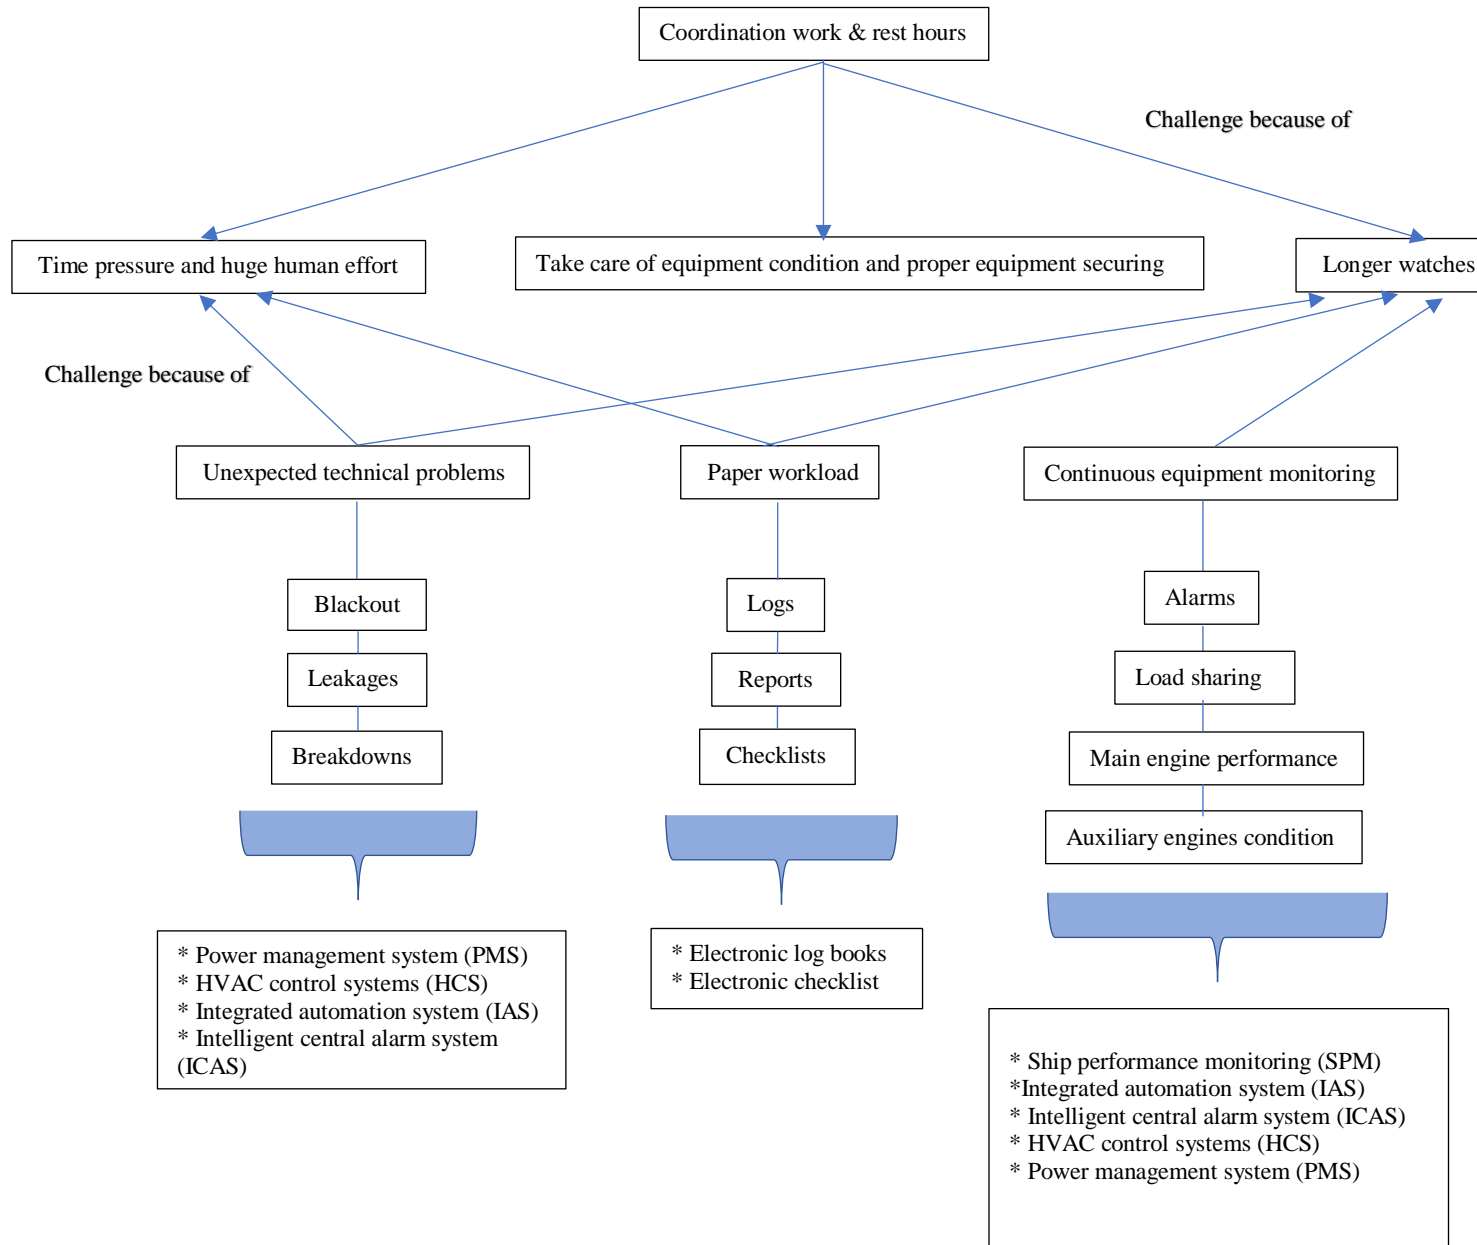 Coordination work & rest hours
Challenge because of
Time pressure and huge human effort
Take care of equipment condition and proper equipment securing
Longer watches
Challenge because of
Unexpected technical problems
Paper workload
Continuous equipment monitoring
Blackout
Leakages
Breakdowns
Logs
Reports
Checklists
Alarms
Load sharing
Main engine performance
Auxiliary engines condition
* Power management system (PMS)
* HVAC control systems (HCS)
* Integrated automation system (IAS)
* Intelligent central alarm system
(ICAS)
* Electronic log books
* Electronic checklist
* Ship performance monitoring (SPM)
*Integrated automation system (IAS)
* Intelligent central alarm system (ICAS)
* HVAC control systems (HCS)
* Power management system (PMS)